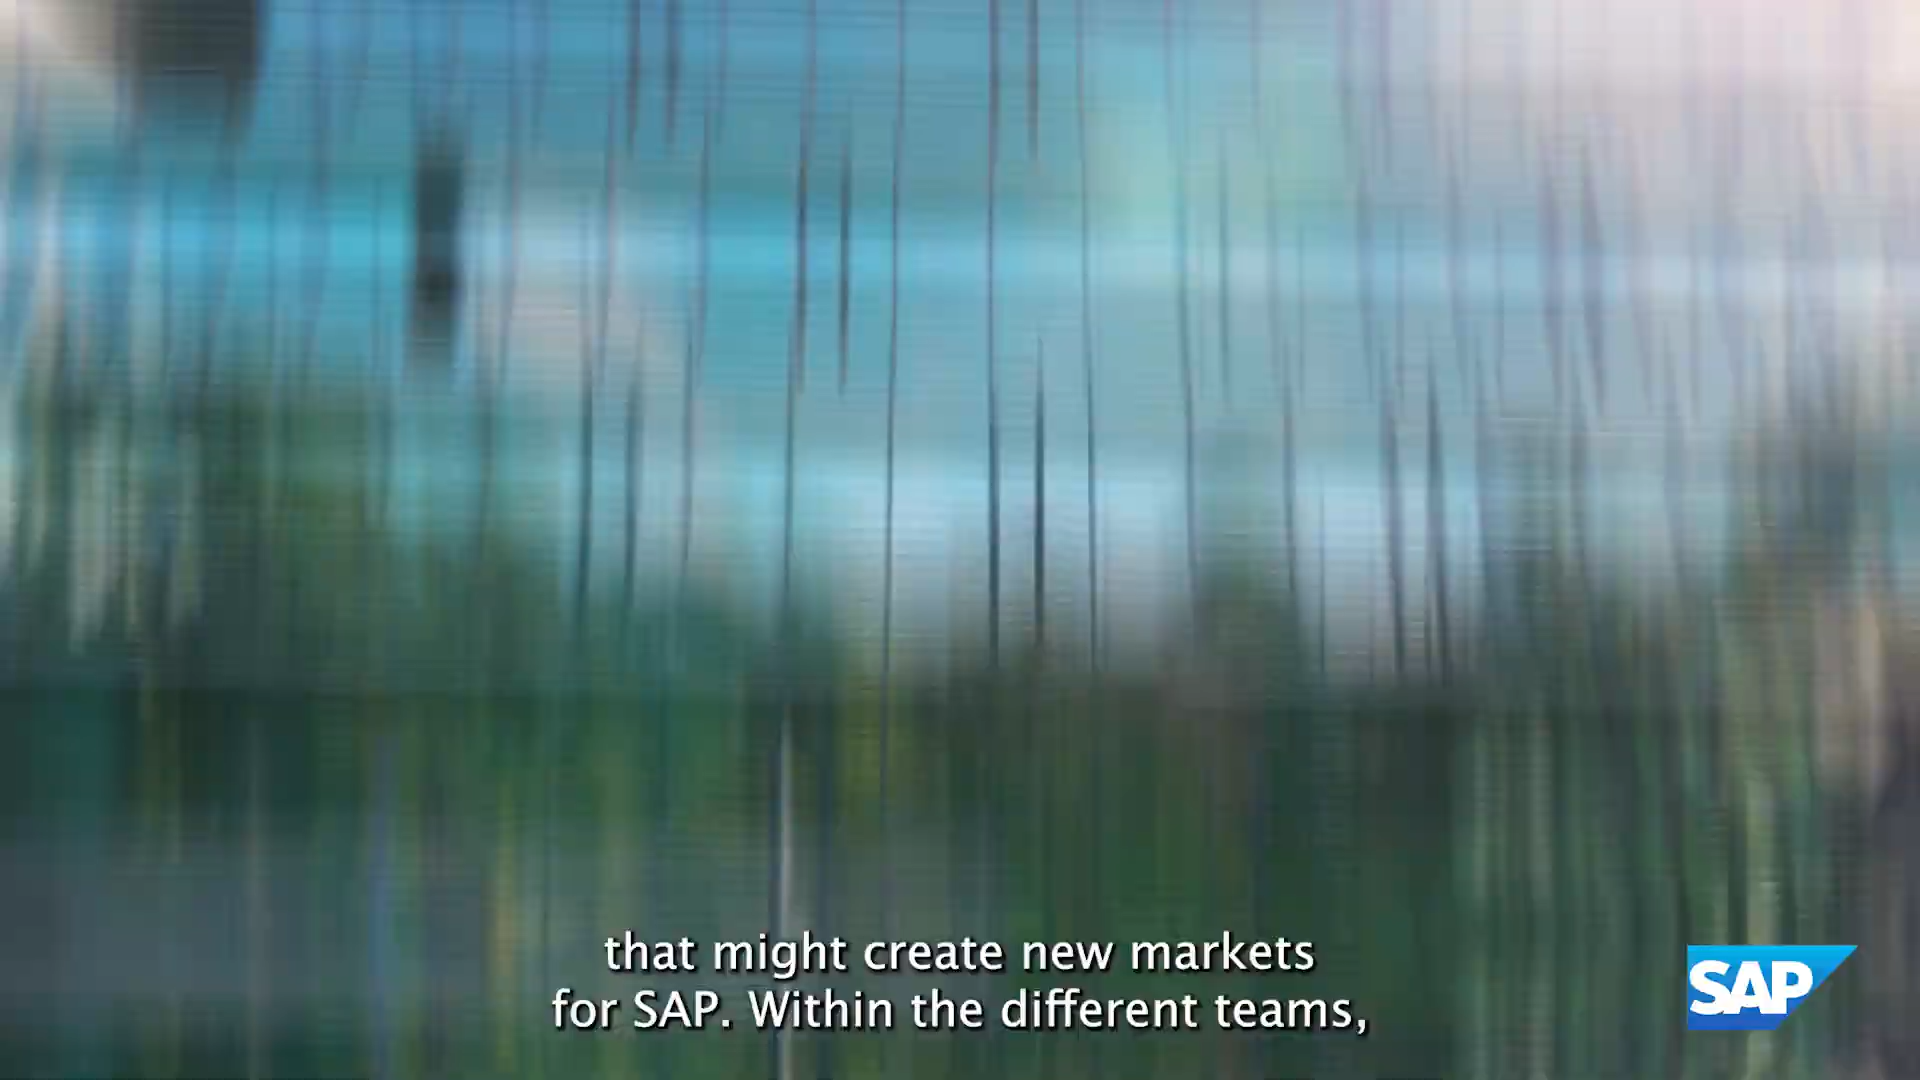 that might create new markets
for SAP. Within the different teams,
SAP